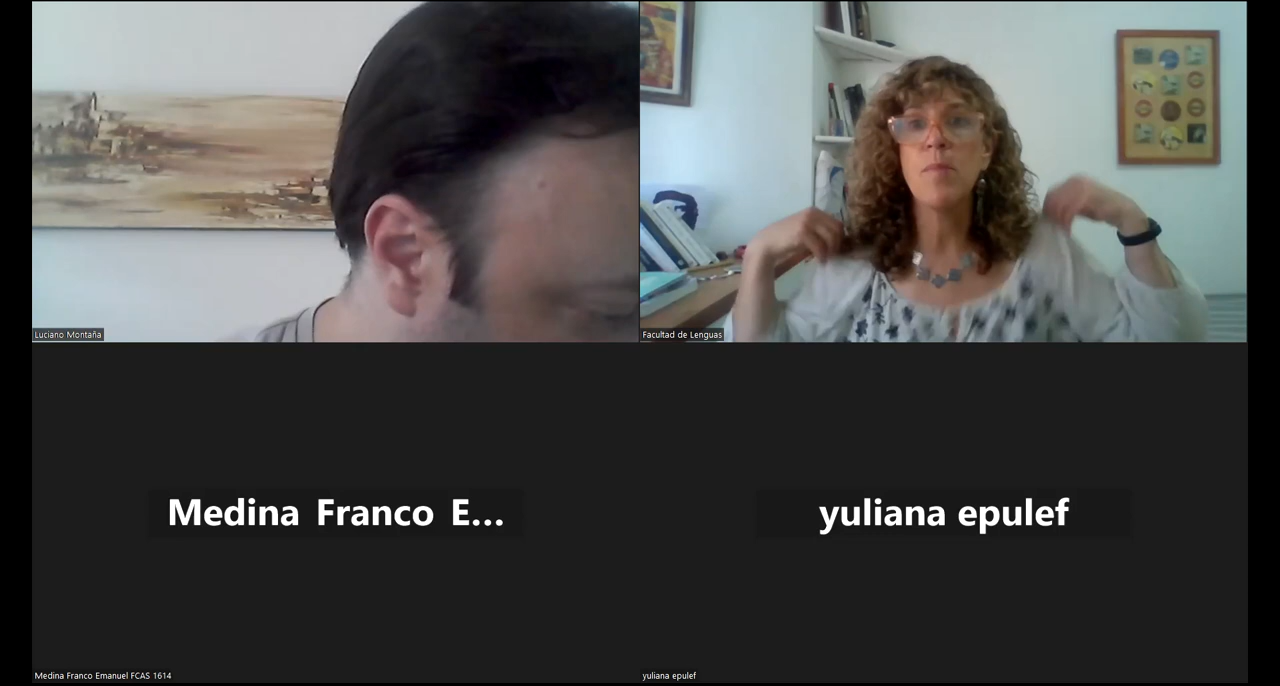 Luciano Montaña
Facultad de Lenguas
Medina Franco E...
yuliana epulef
Medina Franco Emanuel FCAS 1614
yuliana epulef